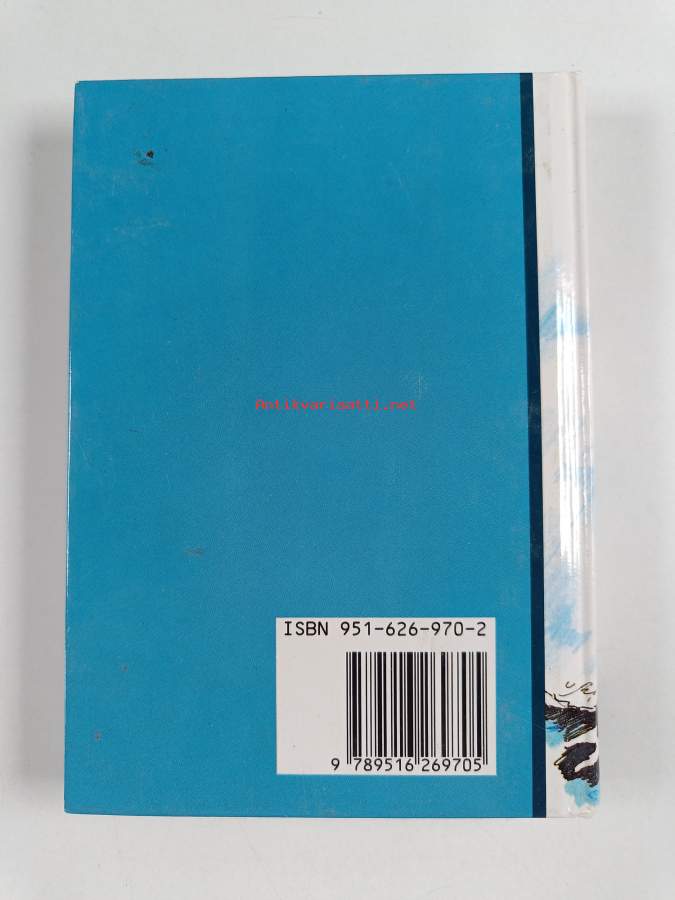 Antikvariaatti.net
ISBN 951-626-970-2
9 789516 269705